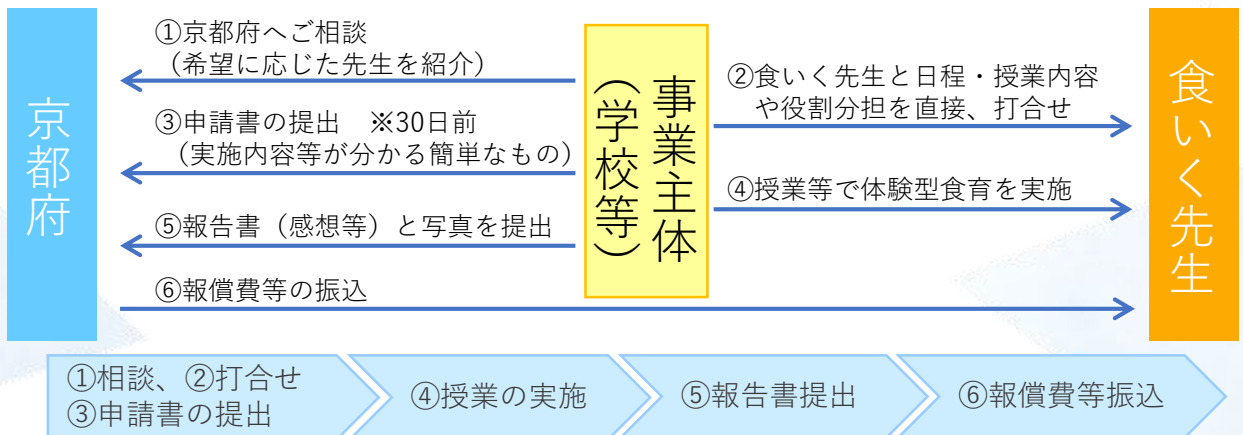 京都府
①京都府へご相談
（希望に応じた先生を紹介）
③申請書の提出　※30日前
（実施内容等が分かる簡単なもの）
⑤報告書（感想等）と写真を提出
⑥報償費等の振込
事業主体
（学校等）
②食いく先生と日程・授業内容
や役割分担を直接、打合せ
④授業等で体験型食育を実施
食いく先生
①相談、②打合せ
③申請書の提出
④授業の実施
⑤報告書提出
⑥報償費等振込